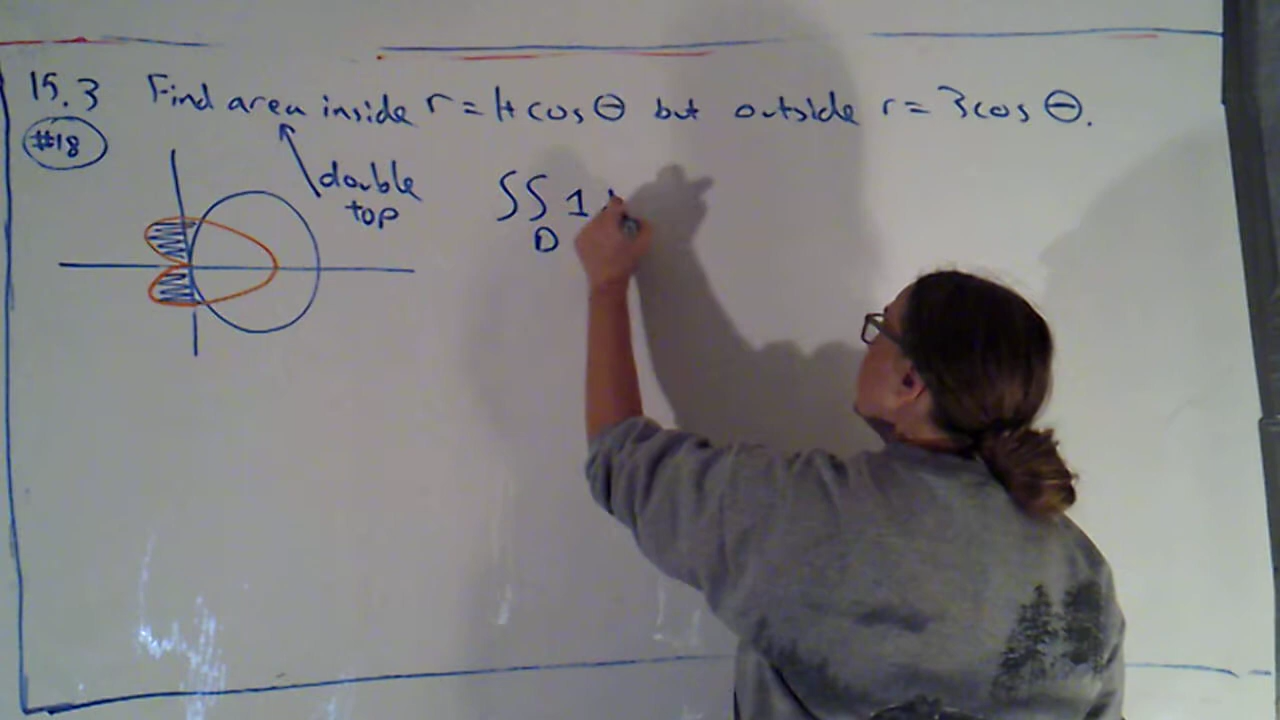 15.3 Find area inside r = 1+cos Θ but outside r = 3cos Θ.
#18
double
top
∫∫ 1
D